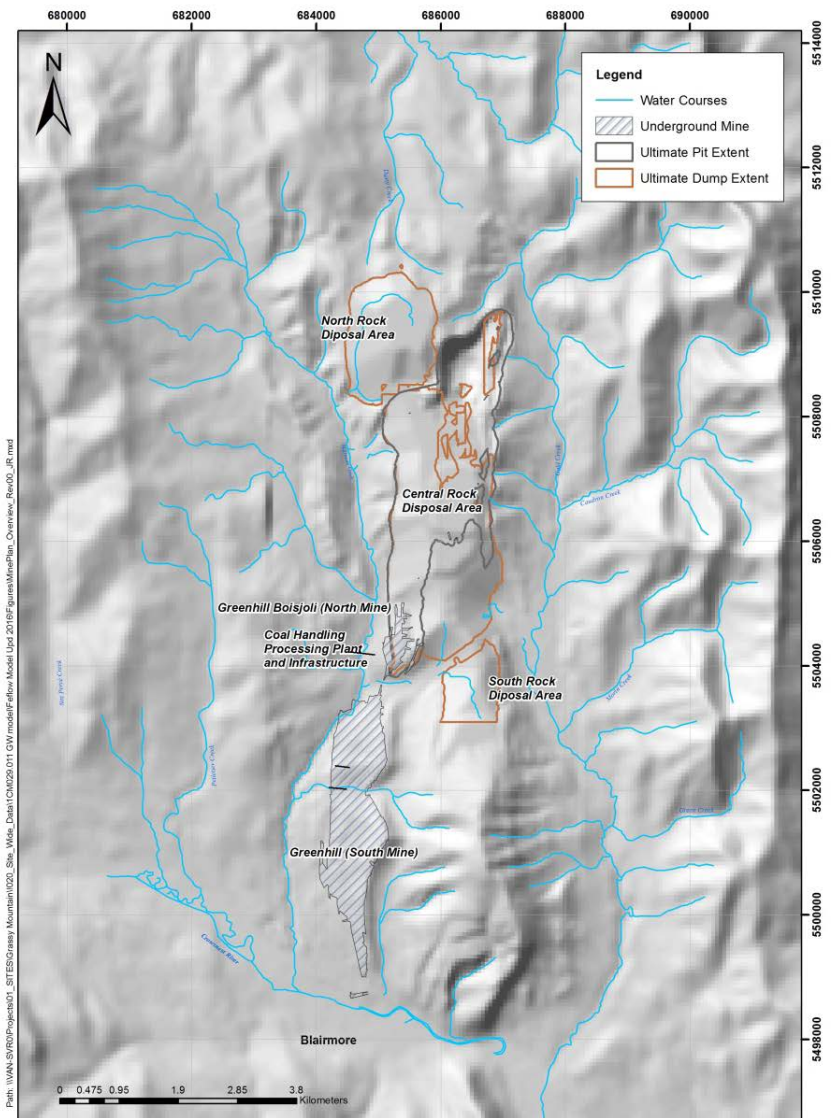 680000 682000 684000 686000 688000 690000
5514000
N
Legend
Water Courses
Underground Mine
Ultimate Pit Extent
Ultimate Dump Extent
5512000
5510000
North Rock
Diposal Area
5508000
Central Rock
Disposal Area
Caudron Creek
5506000
Greenhill Boisjoli (North Mine)
Coal Handling
Processing Plant
and Infrastructure
5504000
South Rock
Diposal Area
Morin Creek
Pelletier Creek
5502000
Greenhill (South Mine)
5500000
Crowsnest River
Blairmore
5498000
0 0.475 0.95 1.9 2.85 3.8
Kilometers